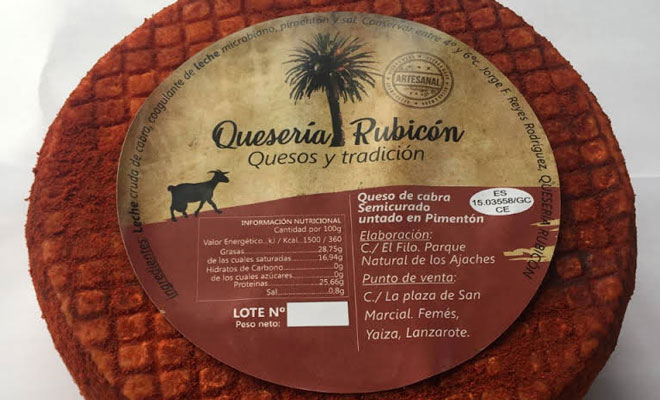 Ingredientes: Leche cruda de cabra, coagulante de leche microbiano, pimentón y sal. Conservar entre 4º y 6ºc. Jorge F. Reyes Rodríguez. QUESERIA RUBICÓN
ARTESANAL
Quesería Rubicón
Quesos y tradición
INFORMACIÓN NUTRICIONAL
Cantidad por 100g
Valor Energético..kJ / Kcal..1500 / 360
Grasas 28,75g
de las cuales saturadas 16,94g
Hidratos de Carbono 0g
de los cuales azúcares 0g
Proteinas 25,66g
Sal 0,8g
LOTE Nº
Peso neto:
Queso de cabra
Semicurado
untado en Pimentón
ES
15.03558/GC
CE
Elaboración:
C./ El Filo. Parque
Natural de los Ajaches
Punto de venta:
C./ La plaza de San
Marcial. Femés,
Yaiza, Lanzarote.